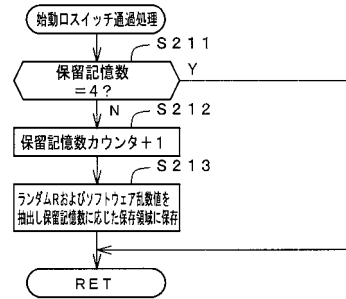 始動口スイッチ通過処理
S211
保留記憶数
=4?
Y
N
S212
保留記憶数カウンタ+1
S213
ランダムRおよびソフトウェア乱数値を
抽出し保留記憶数に応じた保存領域に保存
RET